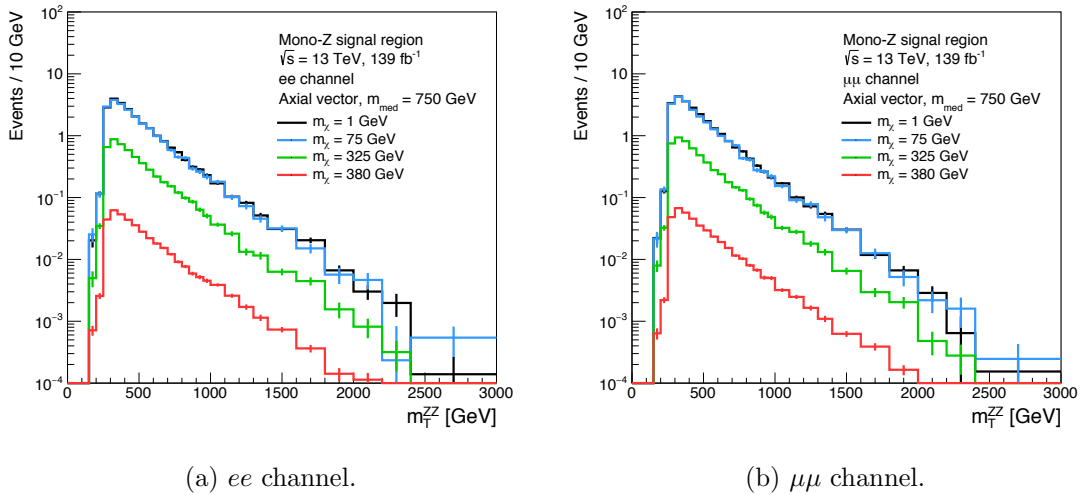 Events / 10 GeV
10²
10
1
10⁻¹
10⁻²
10⁻³
10⁻⁴
Mono-Z signal region
√s = 13 TeV, 139 fb⁻¹
ee channel
Axial vector, m_med = 750 GeV
m_χ = 1 GeV
m_χ = 75 GeV
m_χ = 325 GeV
m_χ = 380 GeV
0 500 1000 1500 2000 2500 3000
m_T^ZZ [GeV]
(a) ee channel.
Events / 10 GeV
10²
10
1
10⁻¹
10⁻²
10⁻³
10⁻⁴
Mono-Z signal region
√s = 13 TeV, 139 fb⁻¹
μμ channel
Axial vector, m_med = 750 GeV
m_χ = 1 GeV
m_χ = 75 GeV
m_χ = 325 GeV
m_χ = 380 GeV
0 500 1000 1500 2000 2500 3000
m_T^ZZ [GeV]
(b) μμ channel.